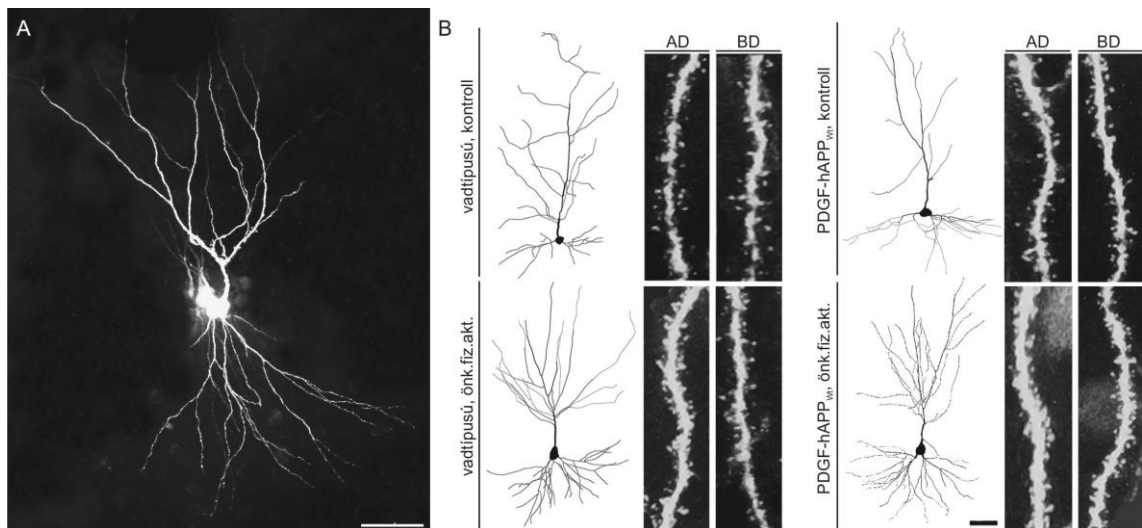 A
B
vadtípusú, kontroll
AD
BD
PDGF-hAPPwt, kontroll
AD
BD
vadtípusú, önk.fiz.akt.
PDGF-hAPPwt, önk.fiz.akt.